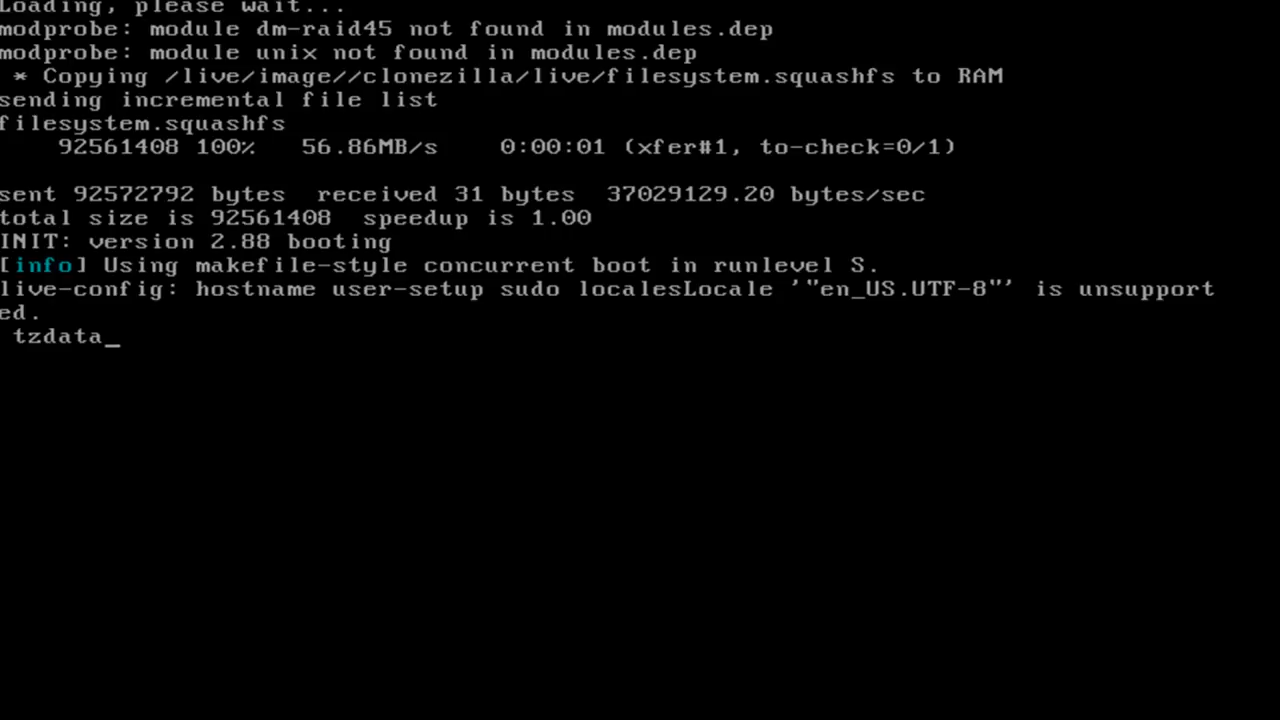 Loading, please wait...
modprobe: module dm-raid45 not found in modules.dep
modprobe: module unix not found in modules.dep
 * Copying /live/image//clonezilla/live/filesystem.squashfs to RAM
sending incremental file list
filesystem.squashfs
    92561408 100%   56.86MB/s    0:00:01 (xfer#1, to-check=0/1)
sent 92572792 bytes  received 31 bytes  37029129.20 bytes/sec
total size is 92561408  speedup is 1.00
INIT: version 2.88 booting
[info] Using makefile-style concurrent boot in runlevel S.
live-config: hostname user-setup sudo localesLocale '"en_US.UTF-8"' is unsupport
ed.
 tzdata_